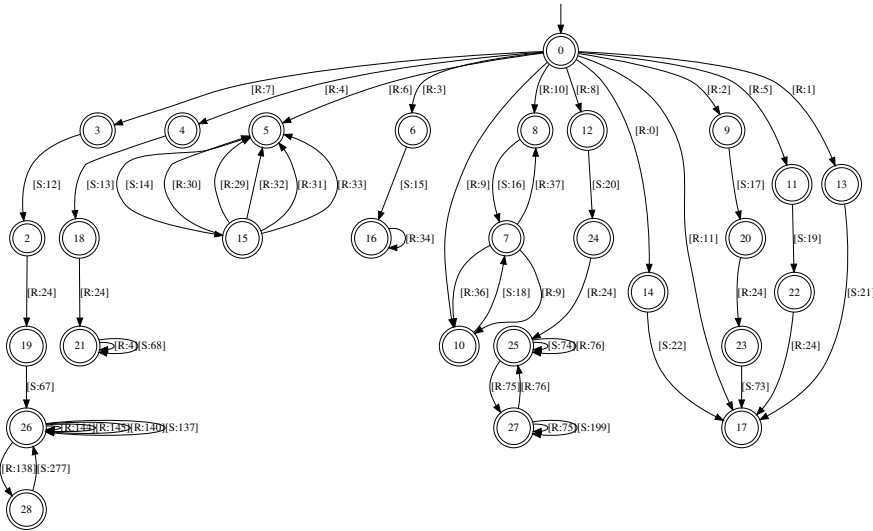 0
[R:7] [R:4] [R:6] [R:3] [R:10] [R:8] [R:2] [R:5] [R:1]
3 4 5 6 8 12 9 [R:0] 11 13
[S:12] [S:13] [S:14] [R:30] [R:29] [R:32] [R:31] [R:33] [S:15] [R:9] [S:16] [R:37] [S:20] [S:17]
2 18 15 16 [R:34] 7 24 [R:11] 20 [S:19]
[R:24] [R:24] [R:36] [S:18] [R:9] [R:24] 14 [R:24] 22 [S:21]
19 21 [R:4] [S:68] 10 25 [S:74] [R:76] [S:22] 23 [R:24]
[S:67] [R:75] [R:76] [S:73]
26 [R:144] [R:145] [R:140] [S:137] 27 [R:75] [S:199] 17
[R:138] [S:277]
28